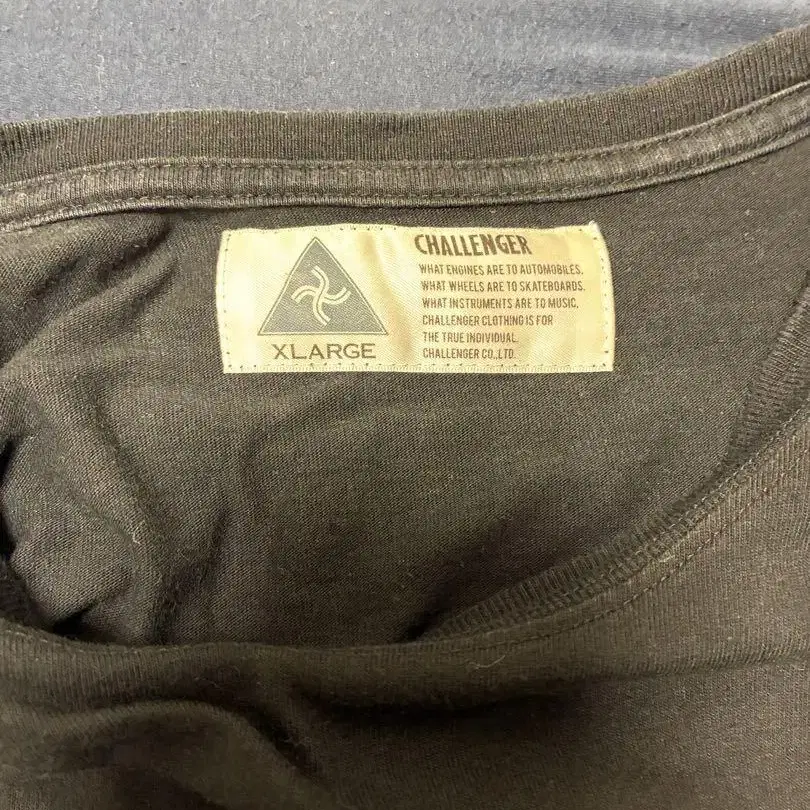 CHALLENGER
WHAT ENGINES ARE TO AUTOMOBILES.
WHAT WHEELS ARE TO SKATEBOARDS.
WHAT INSTRUMENTS ARE TO MUSIC.
CHALLENGER CLOTHING IS FOR
THE TRUE INDIVIDUAL.
CHALLENGER CO.,LTD.
XLARGE